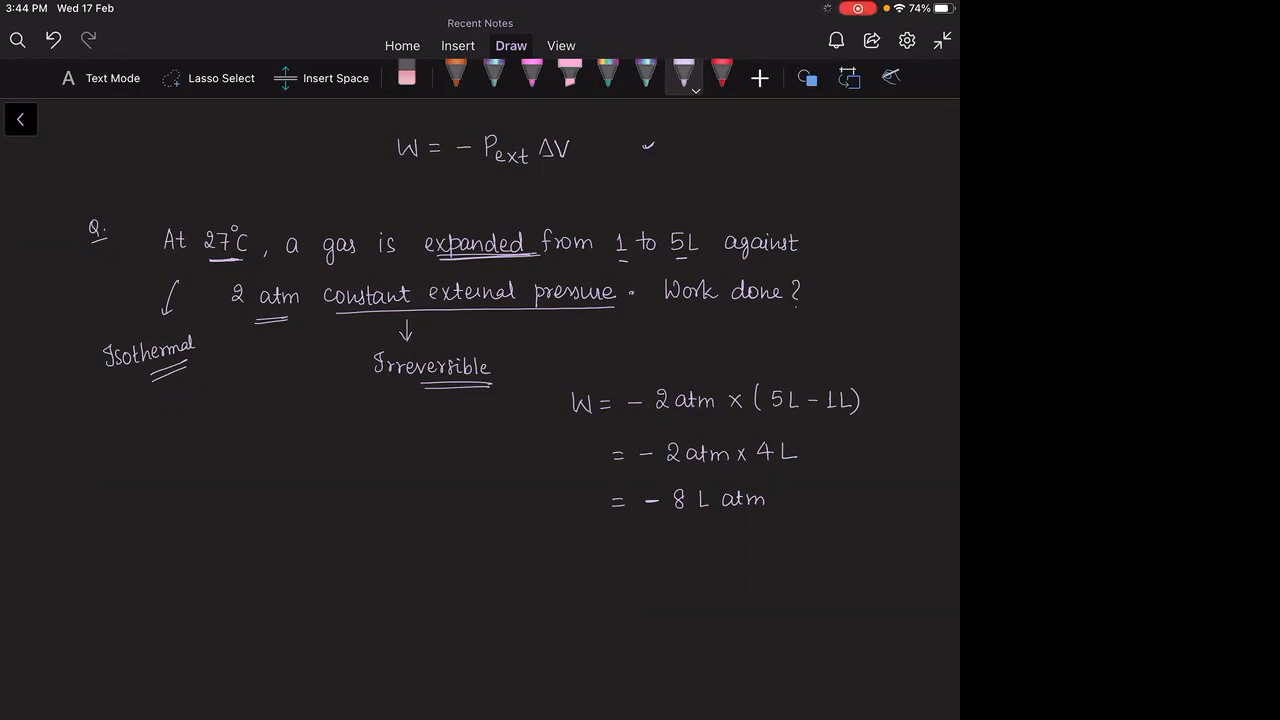 3:44 PM Wed 17 Feb
74%
Recent Notes
Home Insert Draw View
Text Mode Lasso Select Insert Space
W = - Pext ΔV
Q. At 27°C, a gas is expanded from 1 to 5L against
2 atm constant external pressure. Work done?
Isothermal
Irreversible
W = - 2 atm × (5L - 1L)
= - 2 atm × 4 L
= - 8 L atm